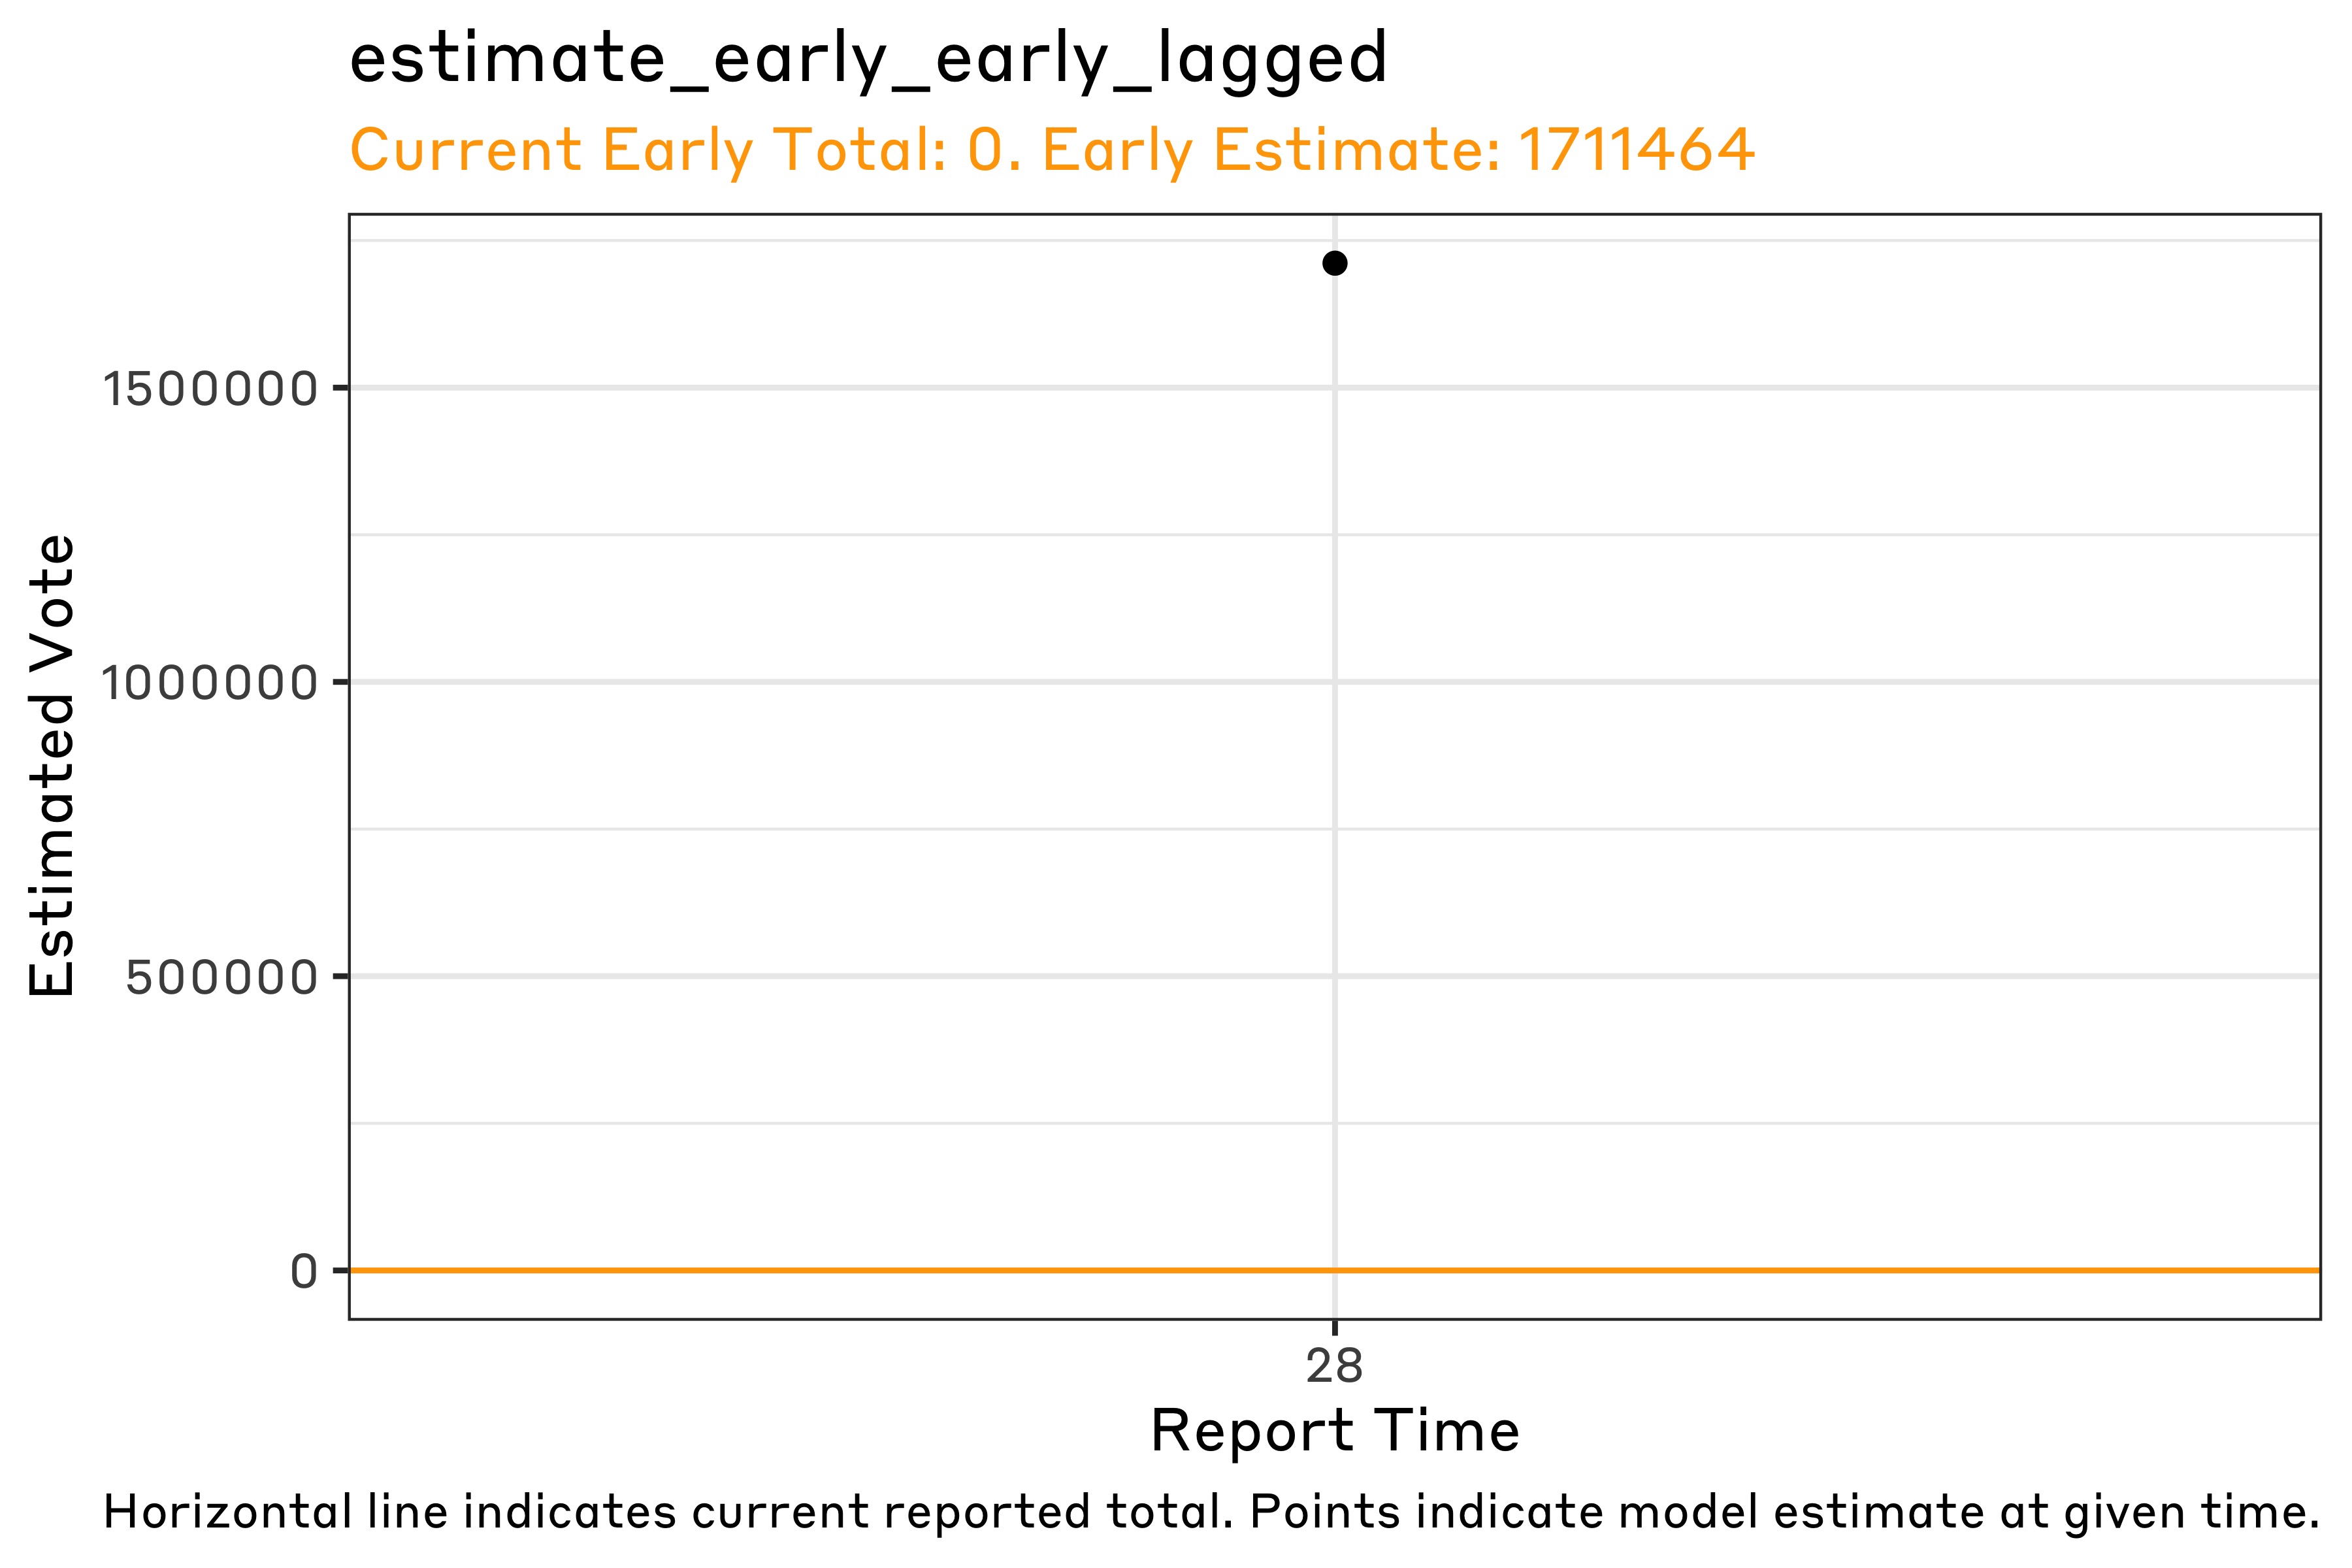 estimate_early_early_lagged
Current Early Total: 0. Early Estimate: 1711464
Estimated Vote
1500000
1000000
500000
0
28
Report Time
Horizontal line indicates current reported total. Points indicate model estimate at given time.